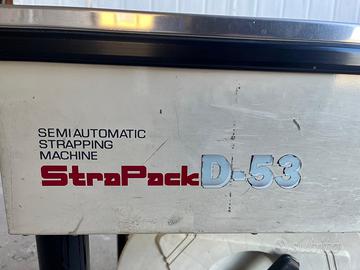 SEMIAUTOMATIC
STRAPPING
MACHINE
StraPack D-53